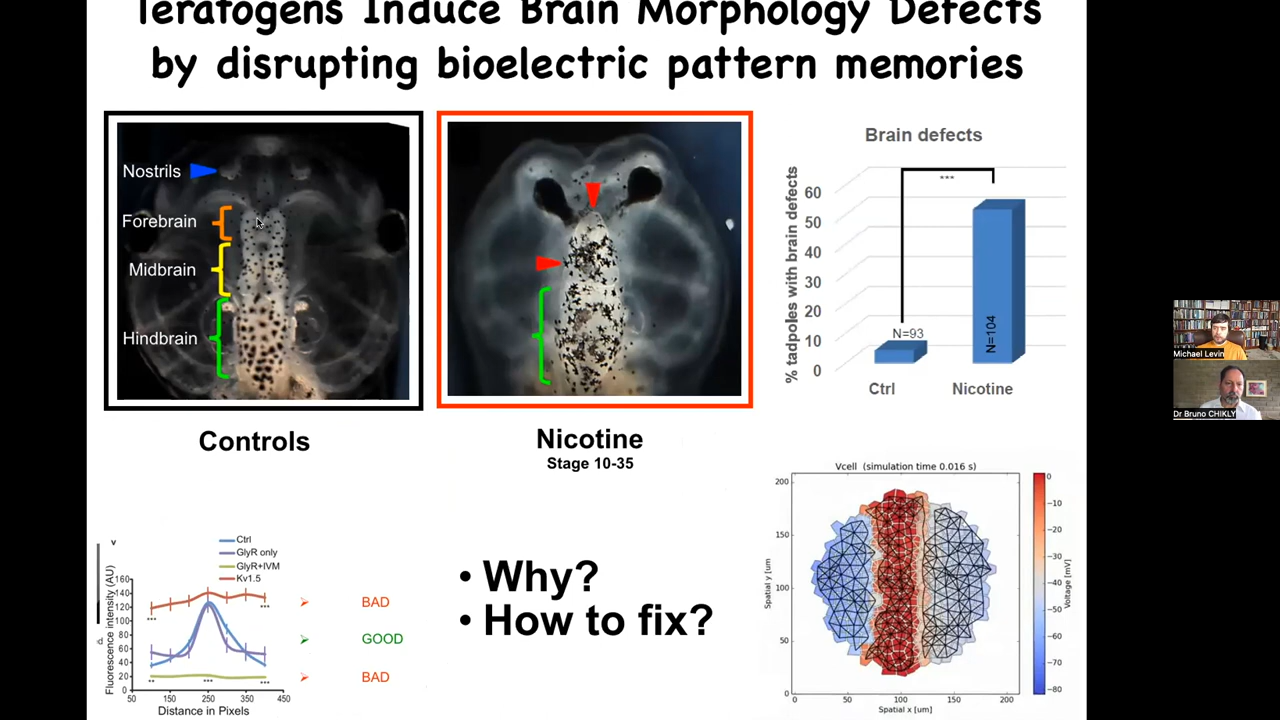 Teratogens Induce Brain Morphology Defects
by disrupting bioelectric pattern memories
Nostrils
Forebrain
Midbrain
Hindbrain
Controls
Nicotine
Stage 10-35
Brain defects
% tadpoles with brain defects
60
50
40
30
20
10
0
***
N=93
N=104
Ctrl
Nicotine
Michael Levin
Dr Bruno CHIKLY
v
d.
Ctrl
GlyR only
GlyR+IVM
Kv1.5
Fluorescence intensity (AU)
160
140
120
100
80
60
40
20
0
***
***
**
***
***
50
150
250
350
450
Distance in Pixels
BAD
GOOD
BAD
• Why?
• How to fix?
Vcell (simulation time 0.016 s)
Spatial y [um
200
150
100
50
0
0
50
100
150
200
Spatial x [um]
0
−10
−20
−30
−40
−50
−60
−70
−80
Voltage [mV]